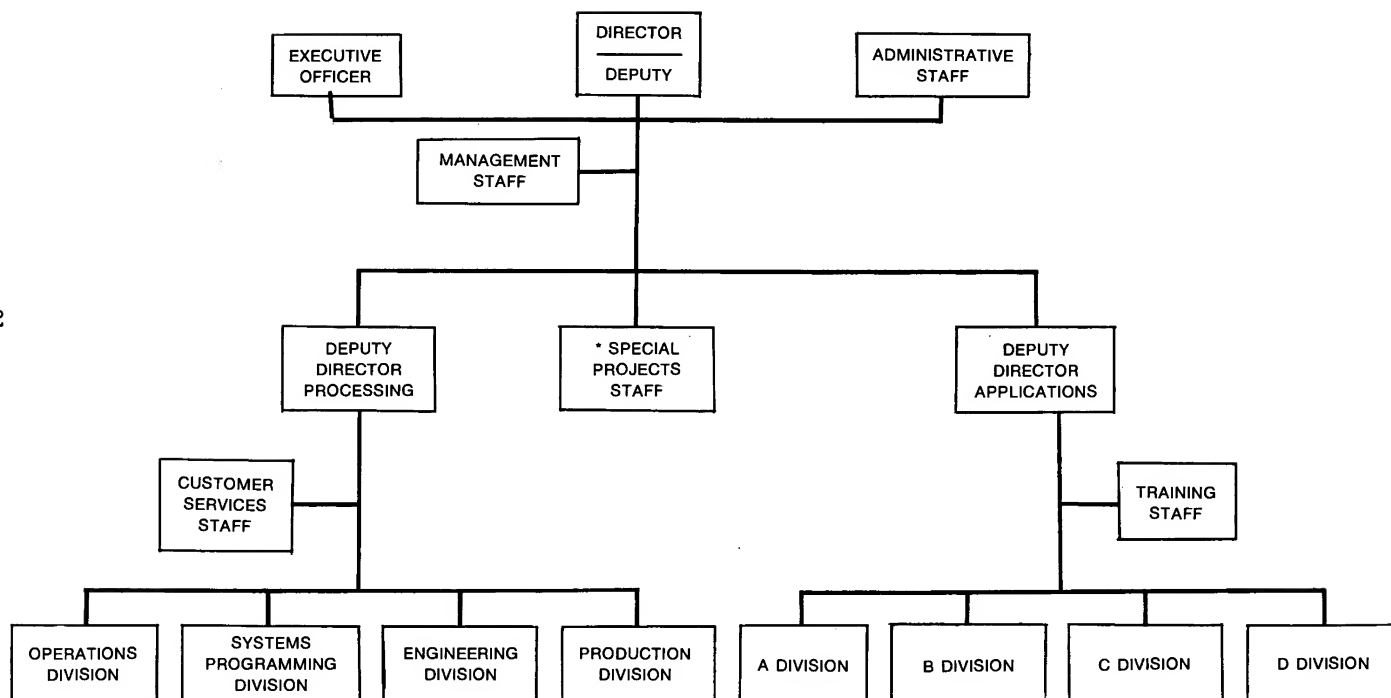 EXECUTIVE
OFFICER
DIRECTOR
DEPUTY
ADMINISTRATIVE
STAFF
MANAGEMENT
STAFF
DEPUTY
DIRECTOR
PROCESSING
* SPECIAL
PROJECTS
STAFF
DEPUTY
DIRECTOR
APPLICATIONS
CUSTOMER
SERVICES
STAFF
TRAINING
STAFF
OPERATIONS
DIVISION
SYSTEMS
PROGRAMMING
DIVISION
ENGINEERING
DIVISION
PRODUCTION
DIVISION
A DIVISION
B DIVISION
C DIVISION
D DIVISION